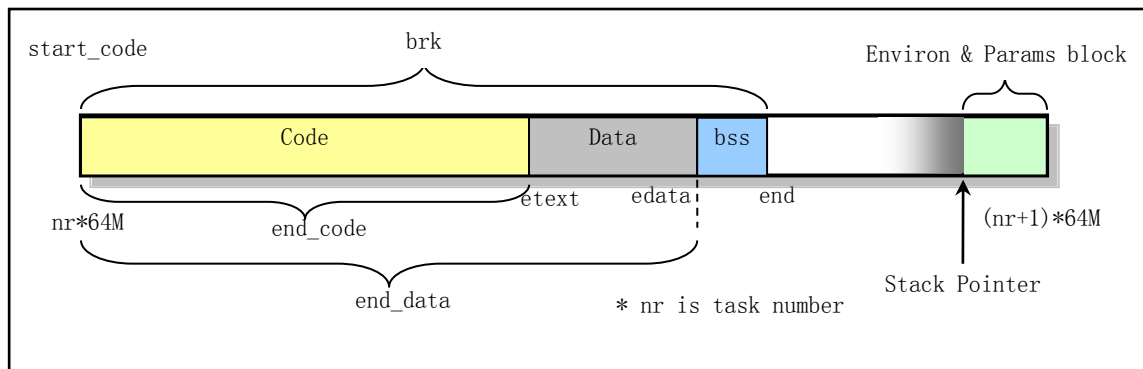 start_code
brk
Environ & Params block
Code
Data
bss
etext
edata
end
nr*64M
end_code
(nr+1)*64M
end_data
* nr is task number
Stack Pointer